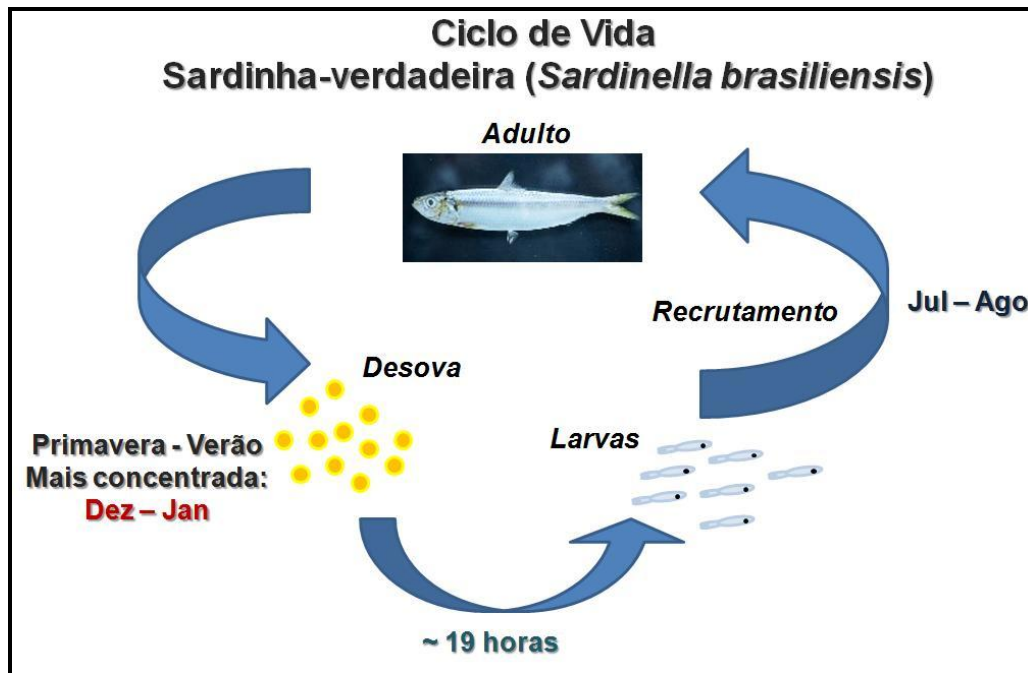 Ciclo de Vida
Sardinha-verdadeira (Sardinella brasiliensis)
Adulto
Recrutamento
Jul – Ago
Desova
Primavera - Verão
Mais concentrada:
Dez – Jan
Larvas
~ 19 horas